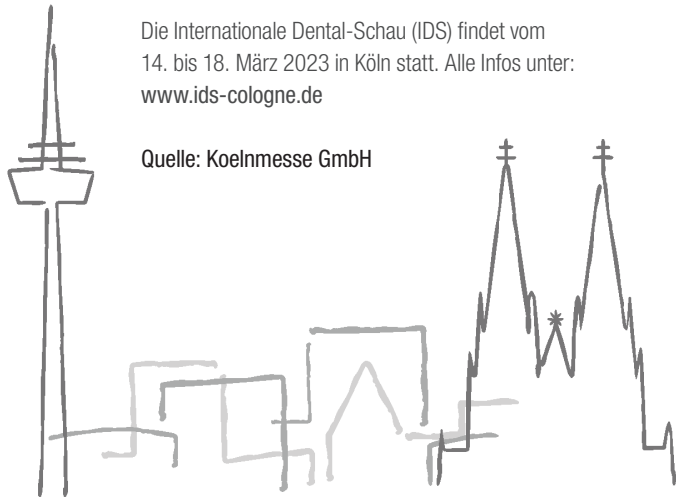 Die Internationale Dental-Schau (IDS) findet vom
14. bis 18. März 2023 in Köln statt. Alle Infos unter:
www.ids-cologne.de
Quelle: Koelnmesse GmbH